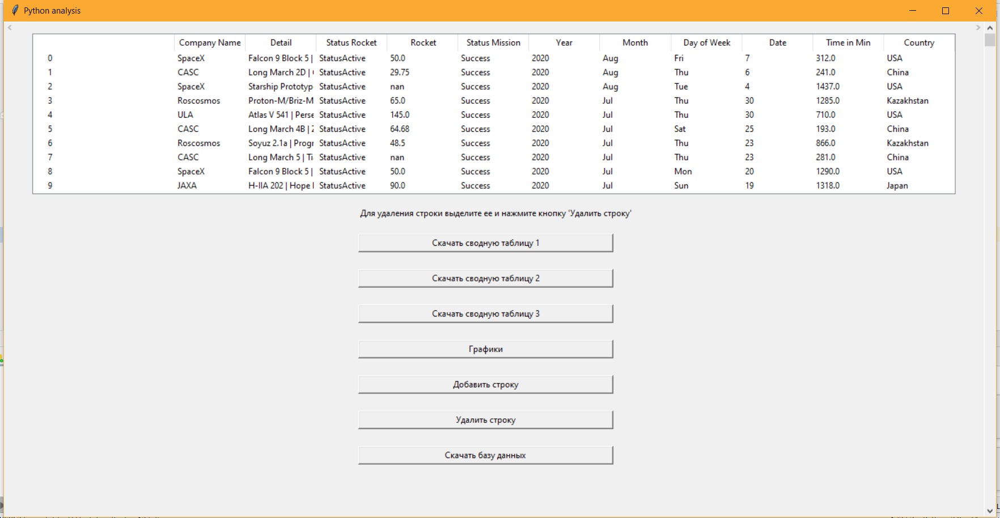 Python analysis
Company Name Detail Status Rocket Rocket Status Mission Year Month Day of Week Date Time in Min Country
0 SpaceX Falcon 9 Block 5 | StatusActive 50.0 Success 2020 Aug Fri 7 312.0 USA
1 CASC Long March 2D | StatusActive 29.75 Success 2020 Aug Thu 6 241.0 China
2 SpaceX Starship Prototyp StatusActive nan Success 2020 Aug Tue 4 1437.0 USA
3 Roscosmos Proton-M/Briz-M StatusActive 65.0 Success 2020 Jul Thu 30 1285.0 Kazakhstan
4 ULA Atlas V 541 | Perse StatusActive 145.0 Success 2020 Jul Thu 30 710.0 USA
5 CASC Long March 4B | Z StatusActive 64.68 Success 2020 Jul Sat 25 193.0 China
6 Roscosmos Soyuz 2.1a | Progr StatusActive 48.5 Success 2020 Jul Thu 23 866.0 Kazakhstan
7 CASC Long March 5 | Ti StatusActive nan Success 2020 Jul Thu 23 281.0 China
8 SpaceX Falcon 9 Block 5 | StatusActive 50.0 Success 2020 Jul Mon 20 1290.0 USA
9 JAXA H-IIA 202 | Hope StatusActive 90.0 Success 2020 Jul Sun 19 1318.0 Japan
Для удаления строки выделите ее и нажмите кнопку 'Удалить строку'
Скачать сводную таблицу 1
Скачать сводную таблицу 2
Скачать сводную таблицу 3
Графики
Добавить строку
Удалить строку
Скачать базу данных